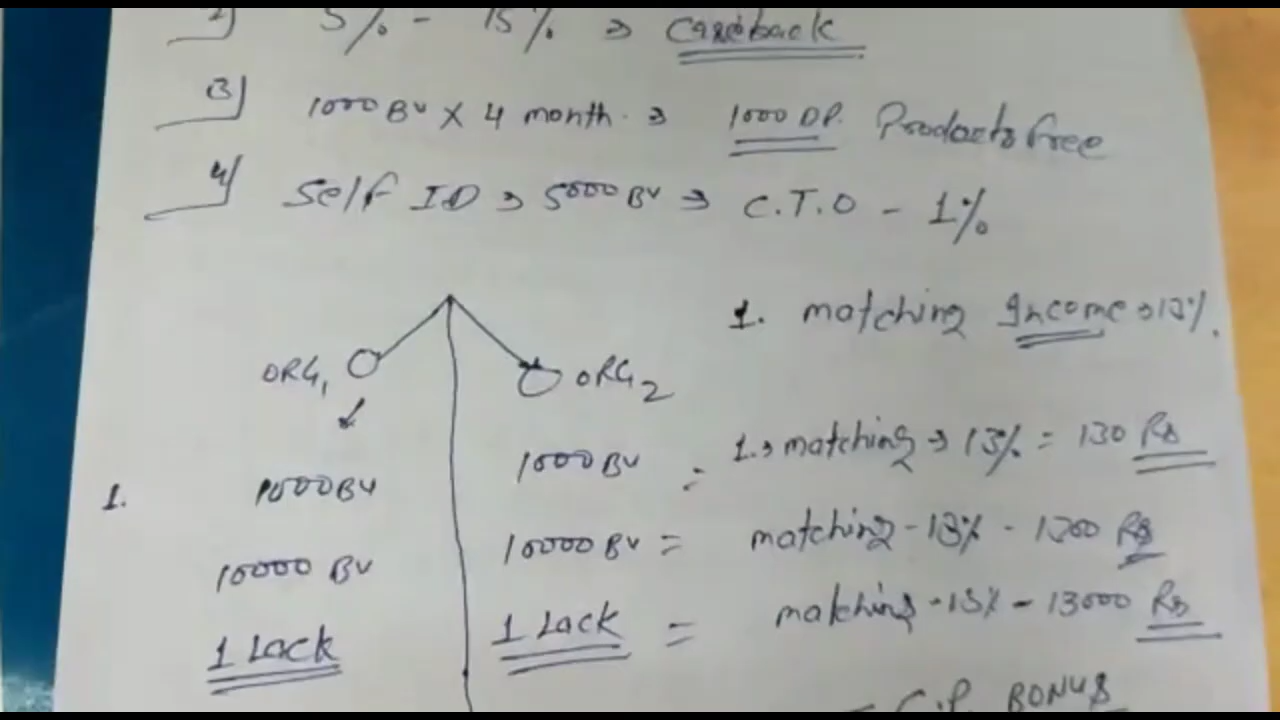 2) 5% - 15% → Caseback
3) 1000 BV X 4 month. → 1000 DP. Products free
4) Self ID → 5000 BV → C.T.O - 1%
1. matching Income → 13%.
ORG1 ORG2
1. 1000 BV 1000 BV = 1.→ matching → 13% = 130 Rs
10000 BV 10000 BV = matching - 13% - 1300 Rs
1 Lack 1 Lack = matching - 13% - 13000 Rs
BONUS